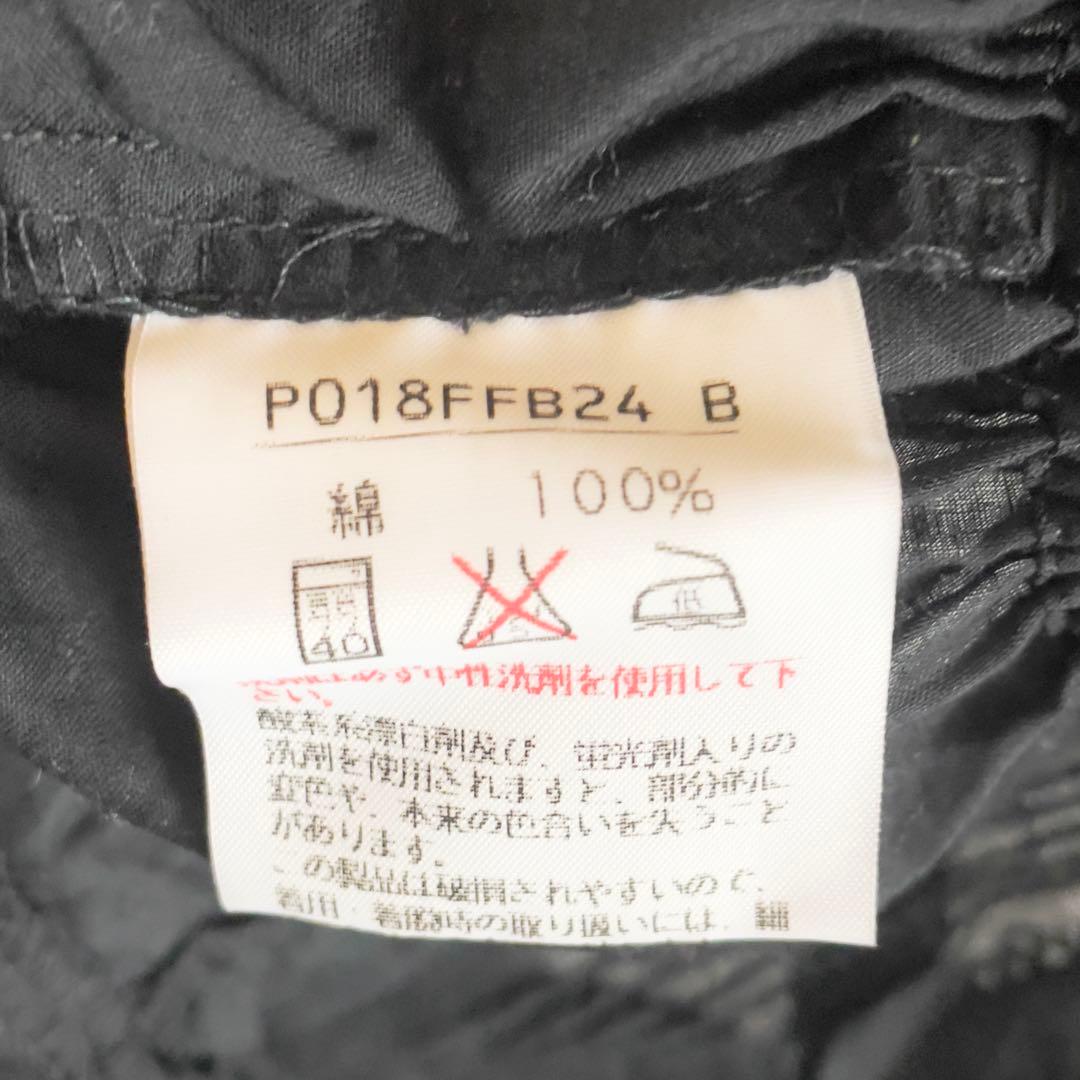 P018FFB24 B
綿 100%
40
低
中性洗剤を使用して下
さい。
酸素系漂白剤及び、蛍光剤入りの
洗剤を使用されますと、部分的に
変色や、本来の色合いを失うこと
があります。
の製品は されやすいので、
着用・着脱時の取り扱いには、